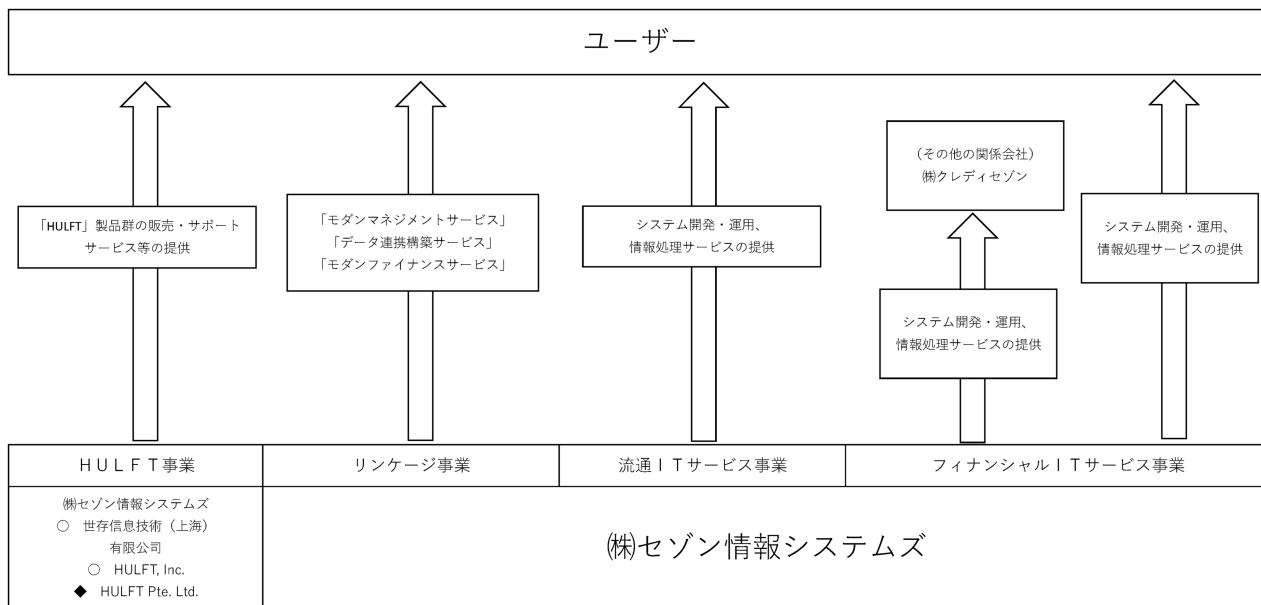 ユーザー
「HULFT」製品群の販売・サポート
サービス等の提供
「モダンマネジメントサービス」
「データ連携構築サービス」
「モダンファイナンスサービス」
システム開発・運用、
情報処理サービスの提供
(その他の関係会社)
㈱クレディセゾン
システム開発・運用、
情報処理サービスの提供
システム開発・運用、
情報処理サービスの提供
HULFT事業
リンケージ事業
流通ITサービス事業
フィナンシャルITサービス事業
㈱セゾン情報システムズ
○ 世存信息技術(上海)
有限公司
○ HULFT, Inc.
◆ HULFT Pte. Ltd.
㈱セゾン情報システムズ